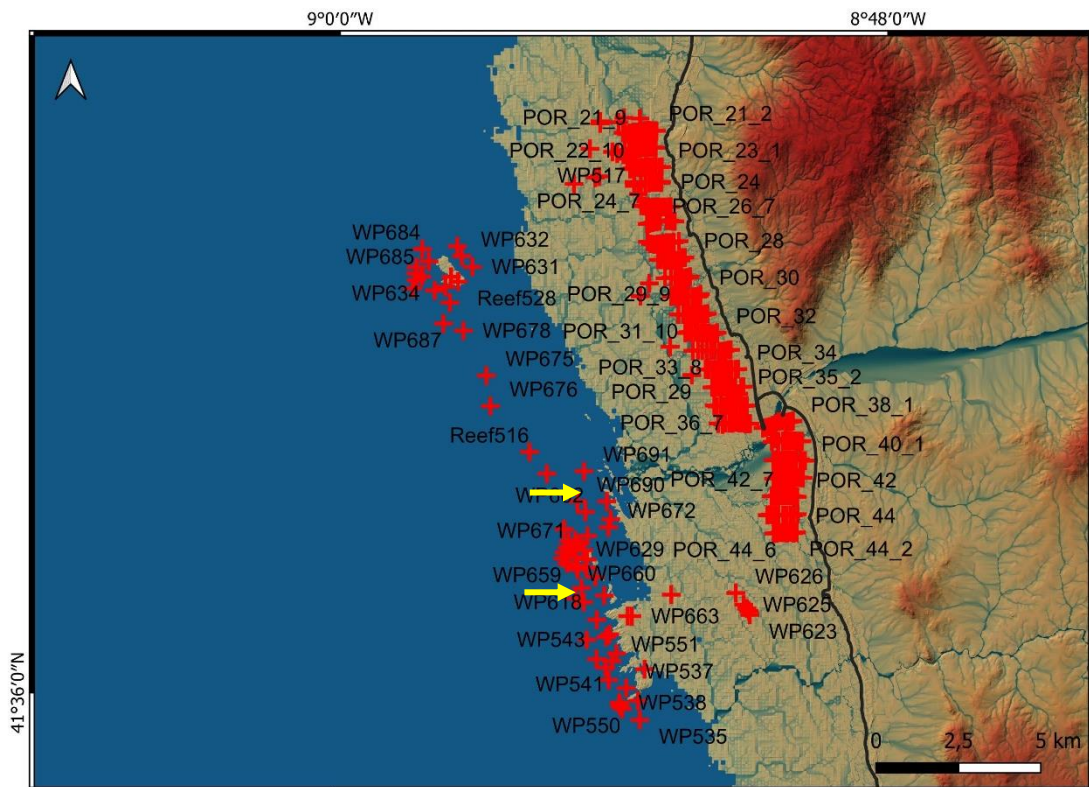 9°0'0"W 8°48'0"W
POR_21_9 POR_21_2
POR_22_10 POR_23_1
WP517 POR_24
POR_24_7 POR_26_7
WP684 WP632 POR_28
WP685 WP631 POR_30
WP634 Reef528 POR_29_9
WP687 WP678 POR_31_10 POR_32
WP675 POR_34
WP676 POR_33_8 POR_35_2
POR_29
POR_36_7 POR_38_1
Reef516 POR_40_1
WP691
WP690 POR_42_7 POR_42
WP672 POR_44
WP671
WP629 POR_44_6 POR_44_2
WP659 WP660 WP626
WP618 WP625
WP663 WP623
WP543 WP551
WP537
WP541
WP538
WP550
WP535
41°36'0"N
0 2,5 5 km